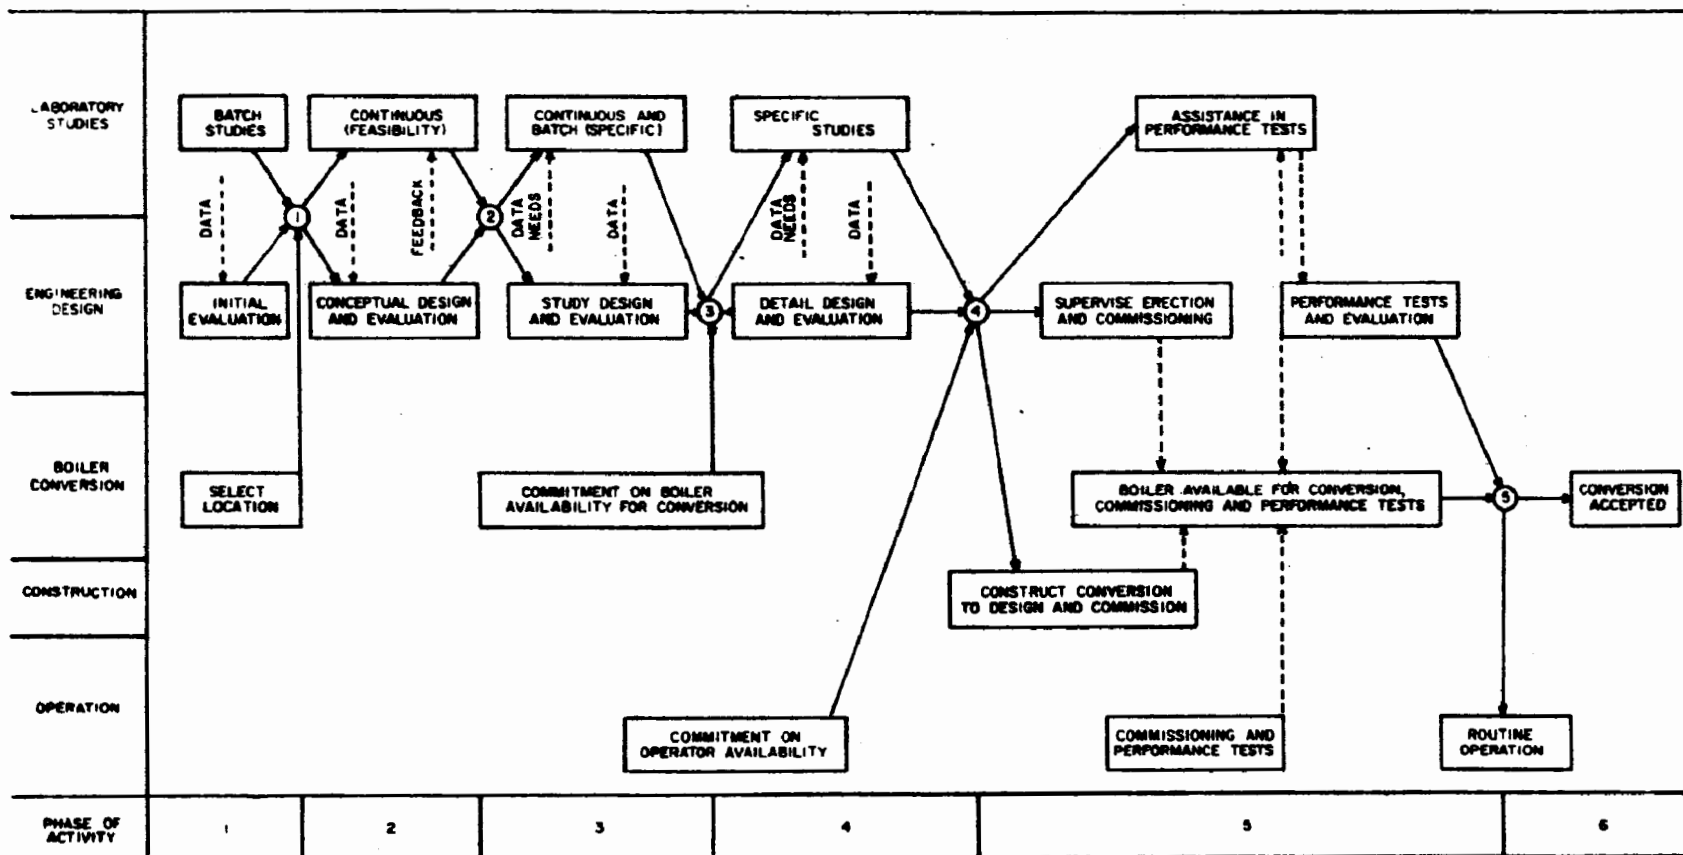 LABORATORY
STUDIES
BATCH
STUDIES
CONTINUOUS
(FEASIBILITY)
CONTINUOUS AND
BATCH (SPECIFIC)
SPECIFIC
STUDIES
ASSISTANCE IN
PERFORMANCE TESTS
DATA
1
DATA
FEEDBACK
2
DATA
NEEDS
DATA
DATA
NEEDS
DATA
ENGINEERING
DESIGN
INITIAL
EVALUATION
CONCEPTUAL DESIGN
AND EVALUATION
STUDY DESIGN
AND EVALUATION
3
DETAIL DESIGN
AND EVALUATION
4
SUPERVISE ERECTION
AND COMMISSIONING
PERFORMANCE TESTS
AND EVALUATION
BOILER
CONVERSION
SELECT
LOCATION
COMMITMENT ON BOILER
AVAILABILITY FOR CONVERSION
BOILER AVAILABLE FOR CONVERSION,
COMMISSIONING AND PERFORMANCE TESTS
5
CONVERSION
ACCEPTED
CONSTRUCTION
CONSTRUCT CONVERSION
TO DESIGN AND COMMISSION
OPERATION
COMMITMENT ON
OPERATOR AVAILABILITY
COMMISSIONING AND
PERFORMANCE TESTS
ROUTINE
OPERATION
PHASE OF
ACTIVITY
1
2
3
4
5
6